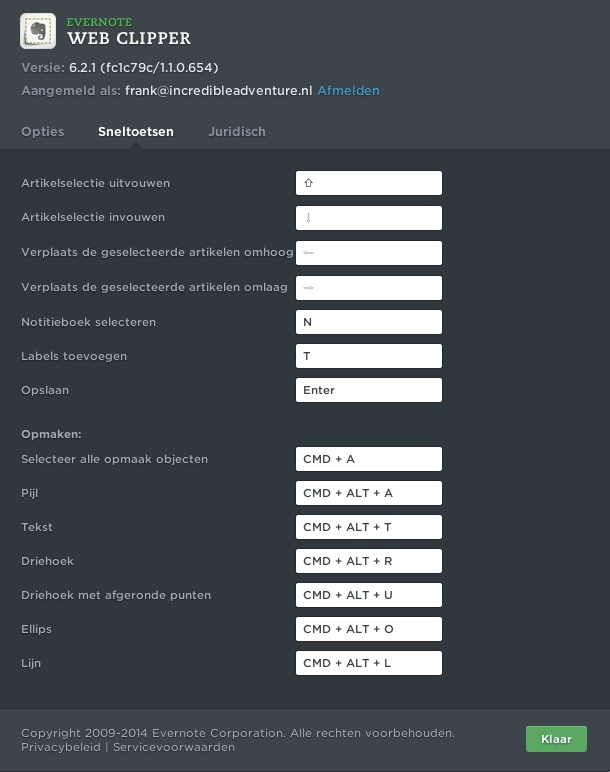 EVERNOTE
WEB CLIPPER
Versie: 6.2.1 (fc1c79c/1.1.0.654)
Aangemeld als: frank@incredibleadventure.nl Afmelden
Opties Sneltoetsen Juridisch
Artikelselectie uitvouwen ⇧
Artikelselectie invouwen ⇩
Verplaats de geselecteerde artikelen omhoog ⇦
Verplaats de geselecteerde artikelen omlaag ⇨
Notitieboek selecteren N
Labels toevoegen T
Opslaan Enter
Opmaken:
Selecteer alle opmaak objecten CMD + A
Pijl CMD + ALT + A
Tekst CMD + ALT + T
Driehoek CMD + ALT + R
Driehoek met afgeronde punten CMD + ALT + U
Ellips CMD + ALT + O
Lijn CMD + ALT + L
Copyright 2009-2014 Evernote Corporation. Alle rechten voorbehouden.
Privacybeleid | Servicevoorwaarden
Klaar